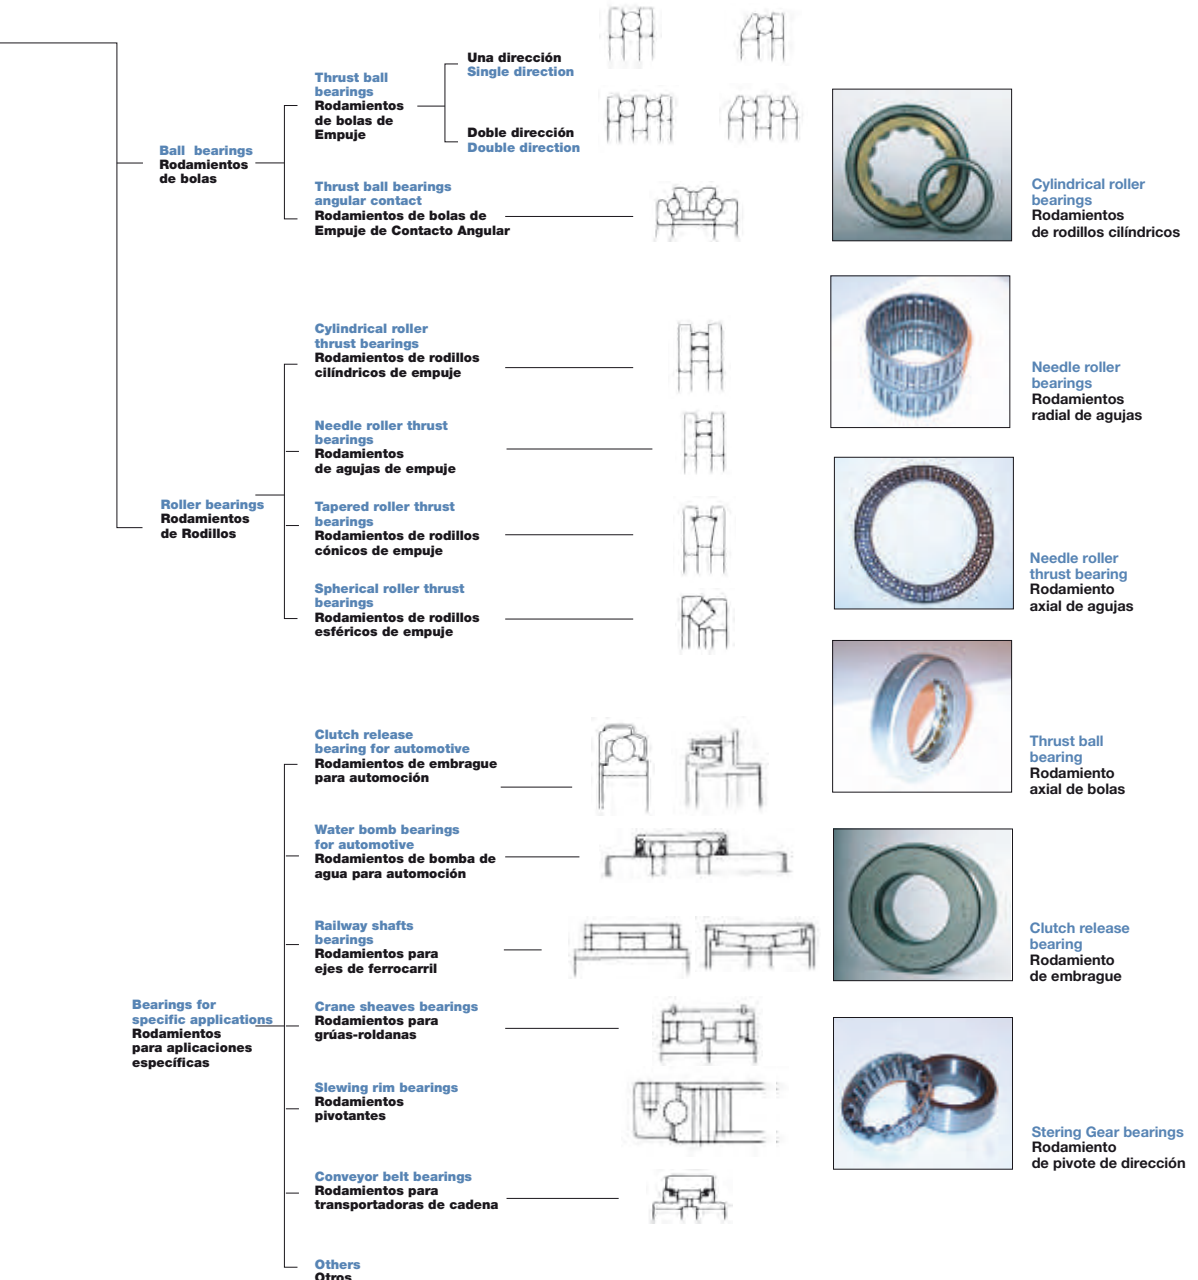 Una dirección
Single direction
Thrust ball
bearings
Rodamientos
de bolas de
Empuje
Doble dirección
Double direction
Ball bearings
Rodamientos
de bolas
Thrust ball bearings
angular contact
Rodamientos de bolas de
Empuje de Contacto Angular
Cylindrical roller
thrust bearings
Rodamientos de rodillos
cilíndricos de empuje
Needle roller thrust
bearings
Rodamientos
de agujas de empuje
Roller bearings
Rodamientos
de Rodillos
Tapered roller thrust
bearings
Rodamientos de rodillos
cónicos de empuje
Spherical roller thrust
bearings
Rodamientos de rodillos
esféricos de empuje
Clutch release
bearing for automotive
Rodamientos de embrague
para automoción
Water bomb bearings
for automotive
Rodamientos de bomba de
agua para automoción
Railway shafts
bearings
Rodamientos para
ejes de ferrocarril
Bearings for
specific applications
Rodamientos
para aplicaciones
específicas
Crane sheaves bearings
Rodamientos para
grúas-roldanas
Slewing rim bearings
Rodamientos
pivotantes
Conveyor belt bearings
Rodamientos para
transportadoras de cadena
Others
Otros
Cylindrical roller
bearings
Rodamientos
de rodillos cilíndricos
Needle roller
bearings
Rodamientos
radial de agujas
Needle roller
thrust bearing
Rodamiento
axial de agujas
Thrust ball
bearing
Rodamiento
axial de bolas
Clutch release
bearing
Rodamiento
de embrague
Stering Gear bearings
Rodamiento
de pivote de dirección